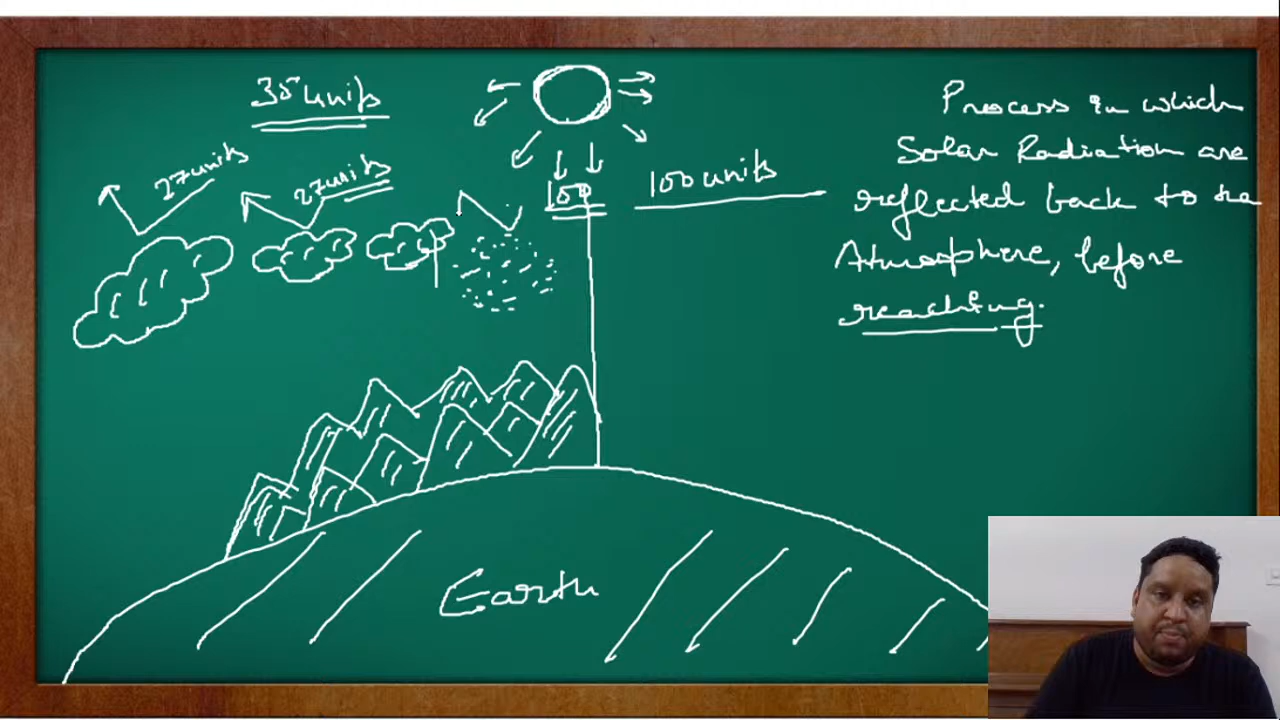 35 units
27 units
27 units
100
100 units
Process in which
Solar Radiation are
reflected back to the
Atmosphere, before
reaching.
Earth